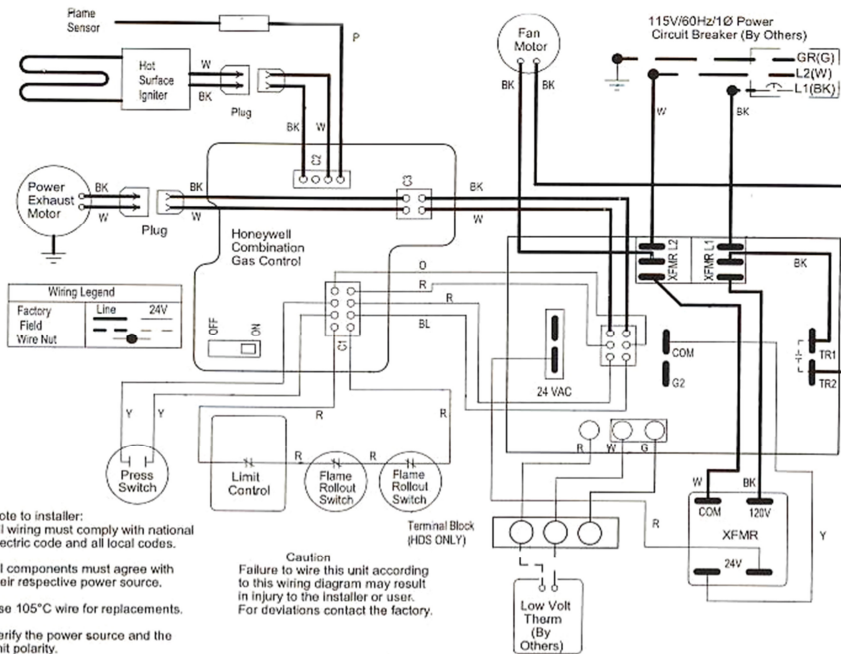 Flame
Sensor
P
115V/60Hz/1Ø Power
Circuit Breaker (By Others)
GR(G)
L2(W)
L1(BK)
Fan
Motor
BK
BK
W
BK
Hot
Surface
Igniter
W
BK
Plug
BK
W
C2
Power
Exhaust
Motor
BK
W
Plug
BK
W
C3
BK
W
Honeywell
Combination
Gas Control
OFF
ON
C1
O
R
R
BL
XFMR L2
XFMR L1
BK
Wiring Legend
Factory
Field
Wire Nut
Line
24V
24 VAC
COM
G2
TR1
TR2
Y
Y
R
R
Press
Switch
Limit
Control
R
R
Flame
Rollout
Switch
Flame
Rollout
Switch
R
W
G
Terminal Block
(HDS ONLY)
R
W
BK
COM
120V
XFMR
24V
Y
Low Volt
Therm
(By
Others)
ote to installer:
l wiring must comply with national
ectric code and all local codes.
l components must agree with
eir respective power source.
se 105°C wire for replacements.
erify the power source and the
nit polarity.
Caution
Failure to wire this unit according
to this wiring diagram may result
in injury to the installer or user.
For deviations contact the factory.